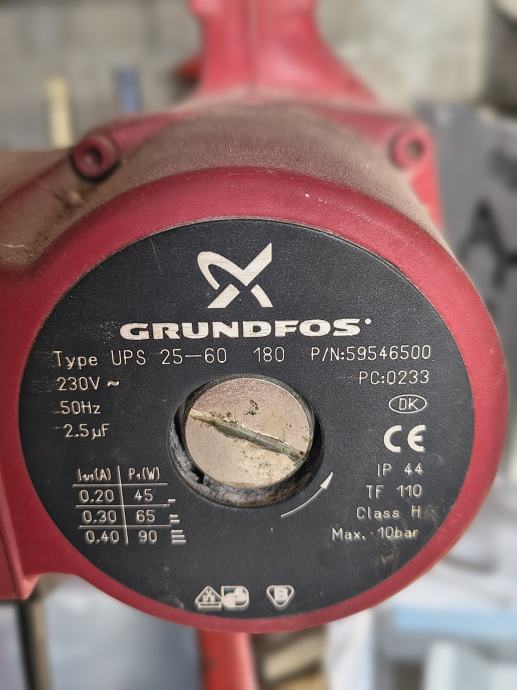 GRUNDFOS
Type UPS 25-60 180 P/N:59546500
230V ~ PC:0233
50Hz DK
2.5µF CE
IP 44
I1/1(A) P1(W) TF 110
0.20 45 Class H
0.30 65 Max. 10bar
0.40 90
B